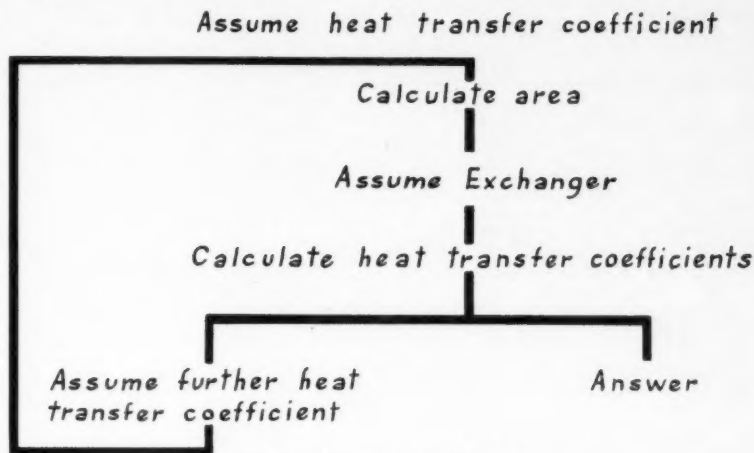 Assume heat transfer coefficient
Calculate area
Assume Exchanger
Calculate heat transfer coefficients
Assume further heat
transfer coefficient
Answer